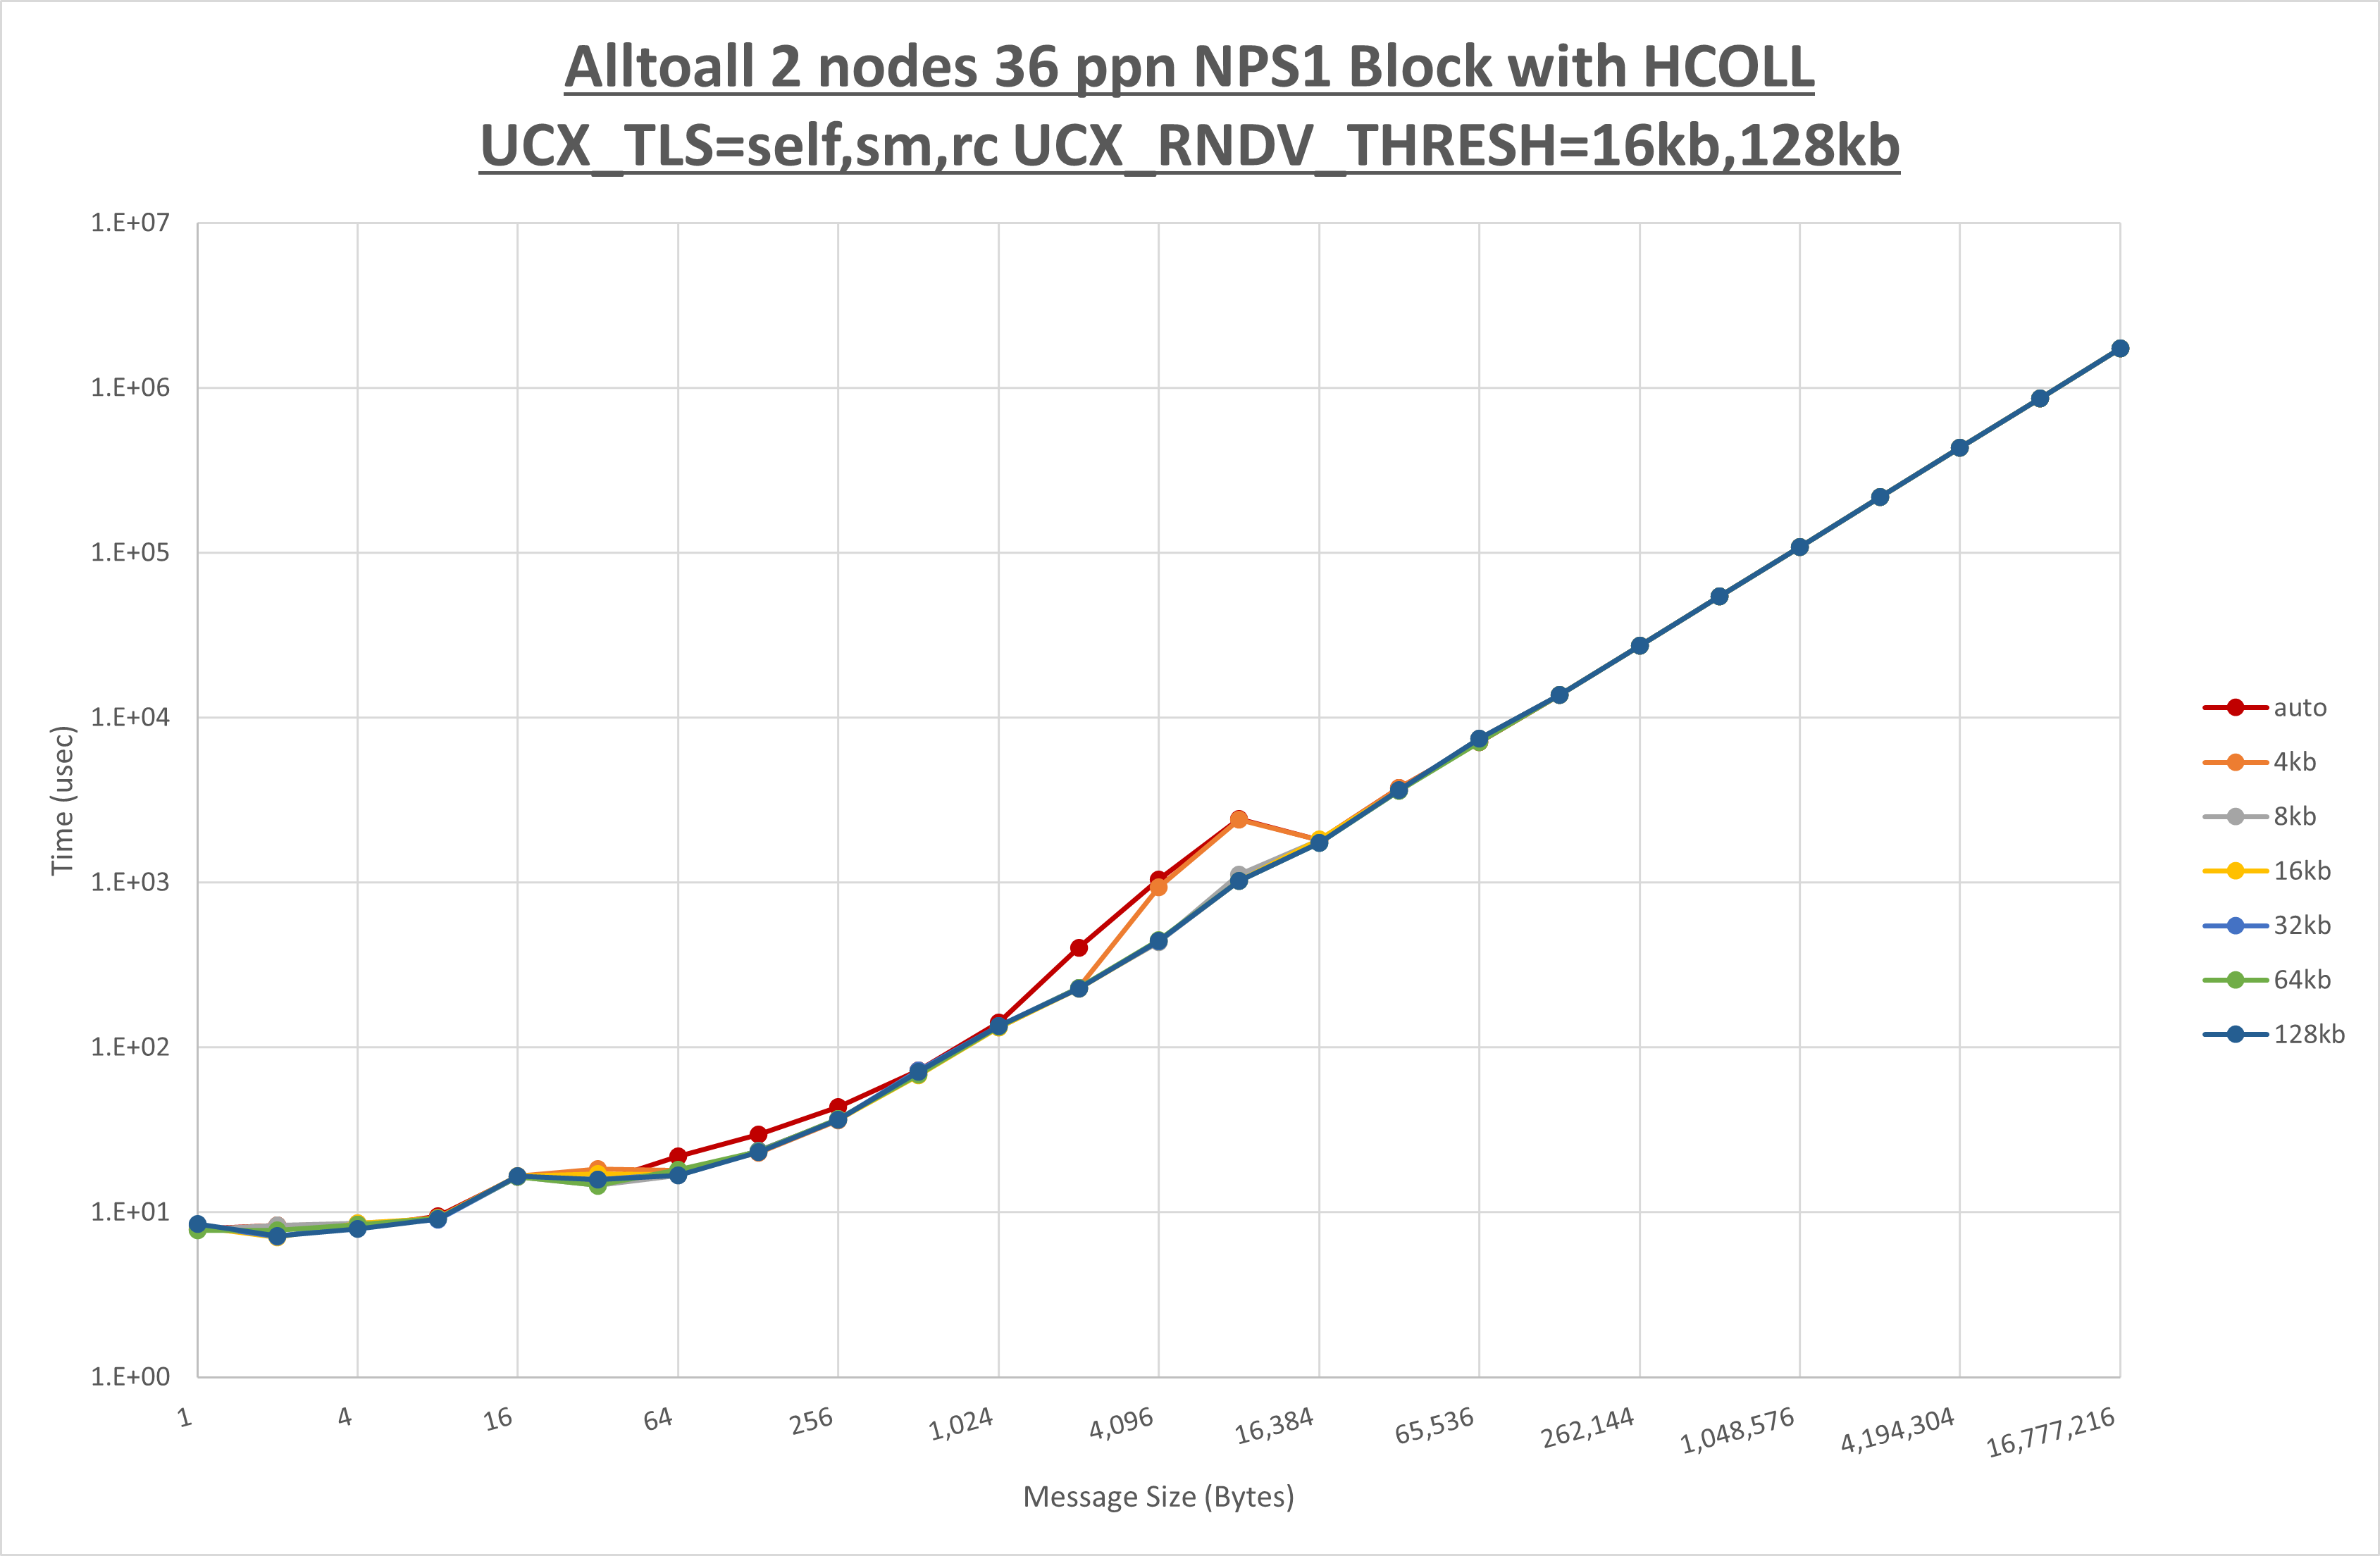 Alltoall 2 nodes 36 ppn NPS1 Block with HCOLL
UCX_TLS=self,sm,rc UCX_RNDV_THRESH=16kb,128kb
1.E+07
1.E+06
1.E+05
1.E+04
1.E+03
1.E+02
1.E+01
1.E+00
Time (usec)
1
4
16
64
256
1,024
4,096
16,384
65,536
262,144
1,048,576
4,194,304
16,777,216
Message Size (Bytes)
auto
4kb
8kb
16kb
32kb
64kb
128kb